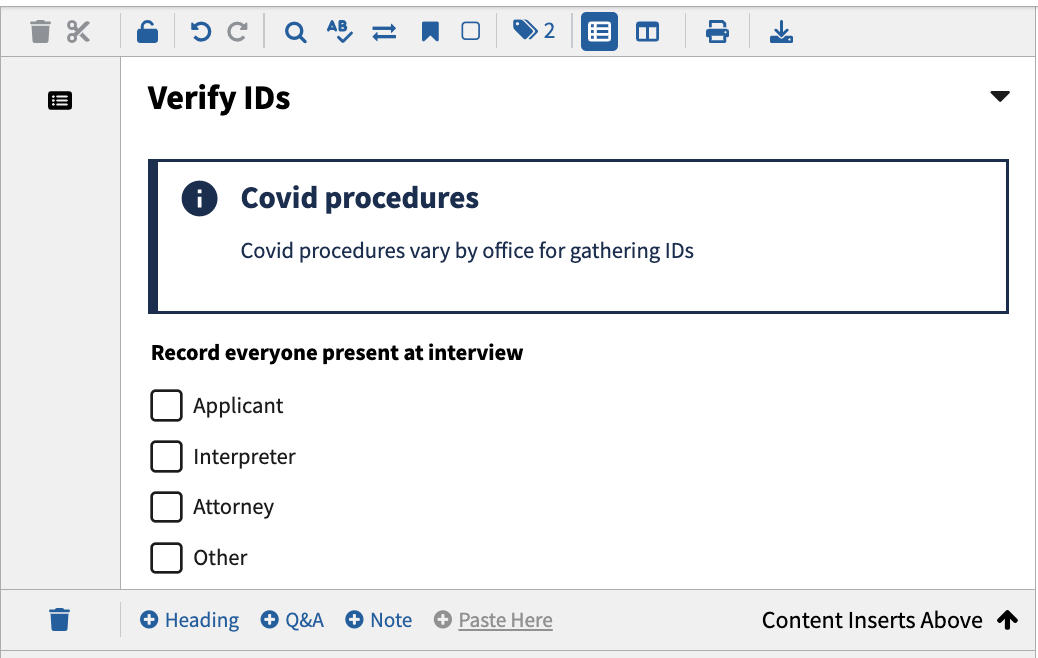 AB
2
Verify IDs
Covid procedures
Covid procedures vary by office for gathering IDs
Record everyone present at interview
Applicant
Interpreter
Attorney
Other
Heading Q&A Note Paste Here Content Inserts Above